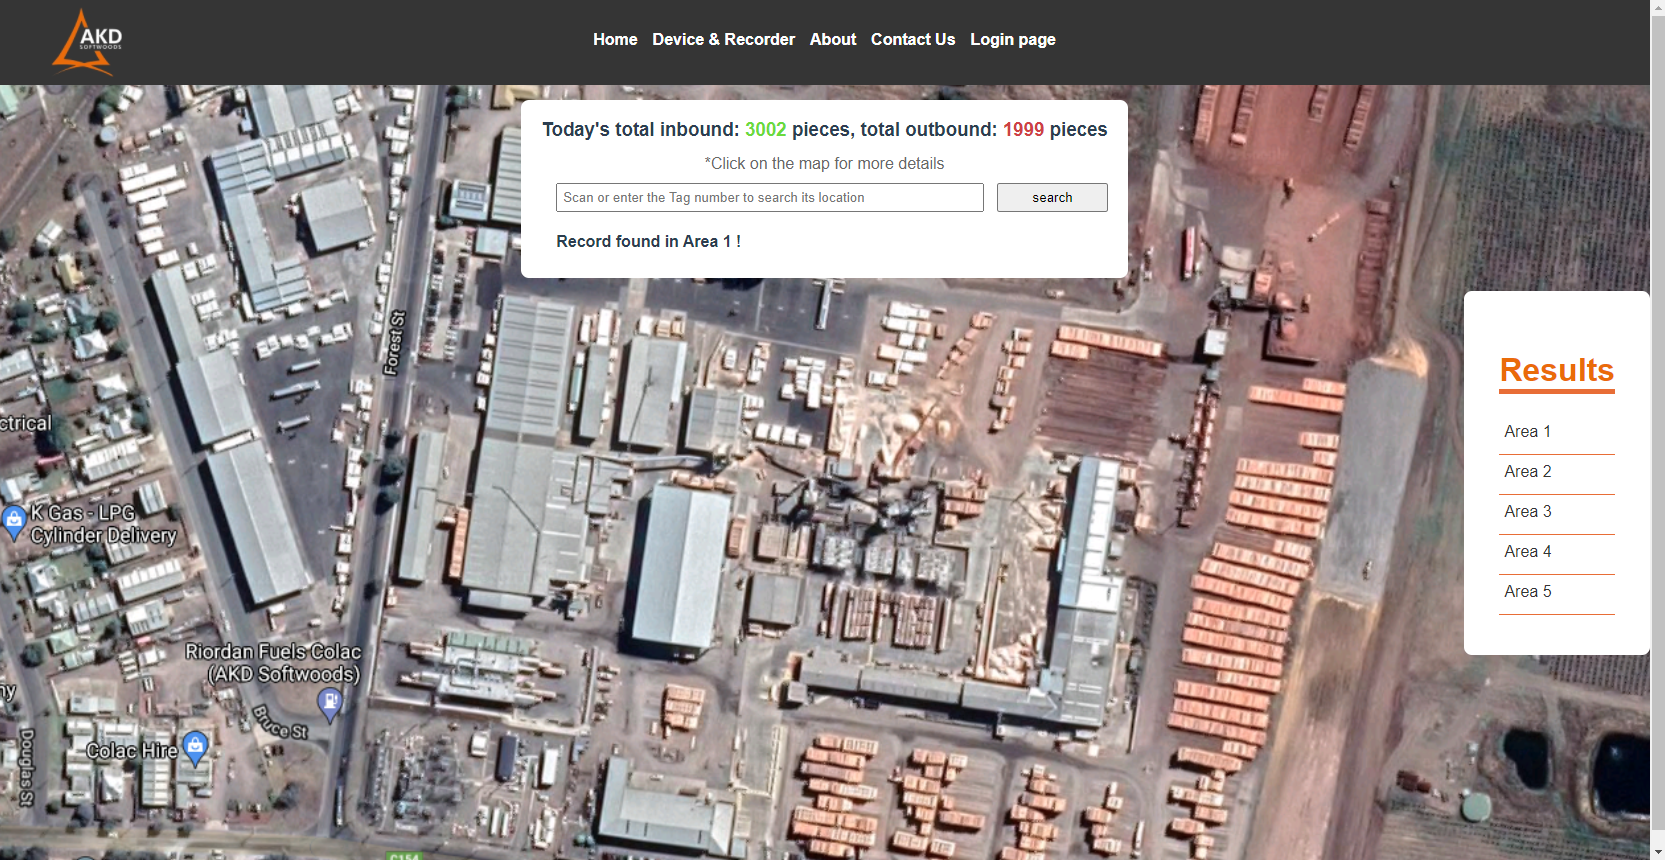 AKD
SOFTWOODS
Home Device & Recorder About Contact Us Login page
Today's total inbound: 3002 pieces, total outbound: 1999 pieces
*Click on the map for more details
Scan or enter the Tag number to search its location
search
Record found in Area 1 !
Results
Area 1
Area 2
Area 3
Area 4
Area 5
Forest St
ctrical
K Gas - LPG
Cylinder Delivery
Riordan Fuels Colac
(AKD Softwoods)
ny
Bruce St
Colac Hire
Douglas St
C154